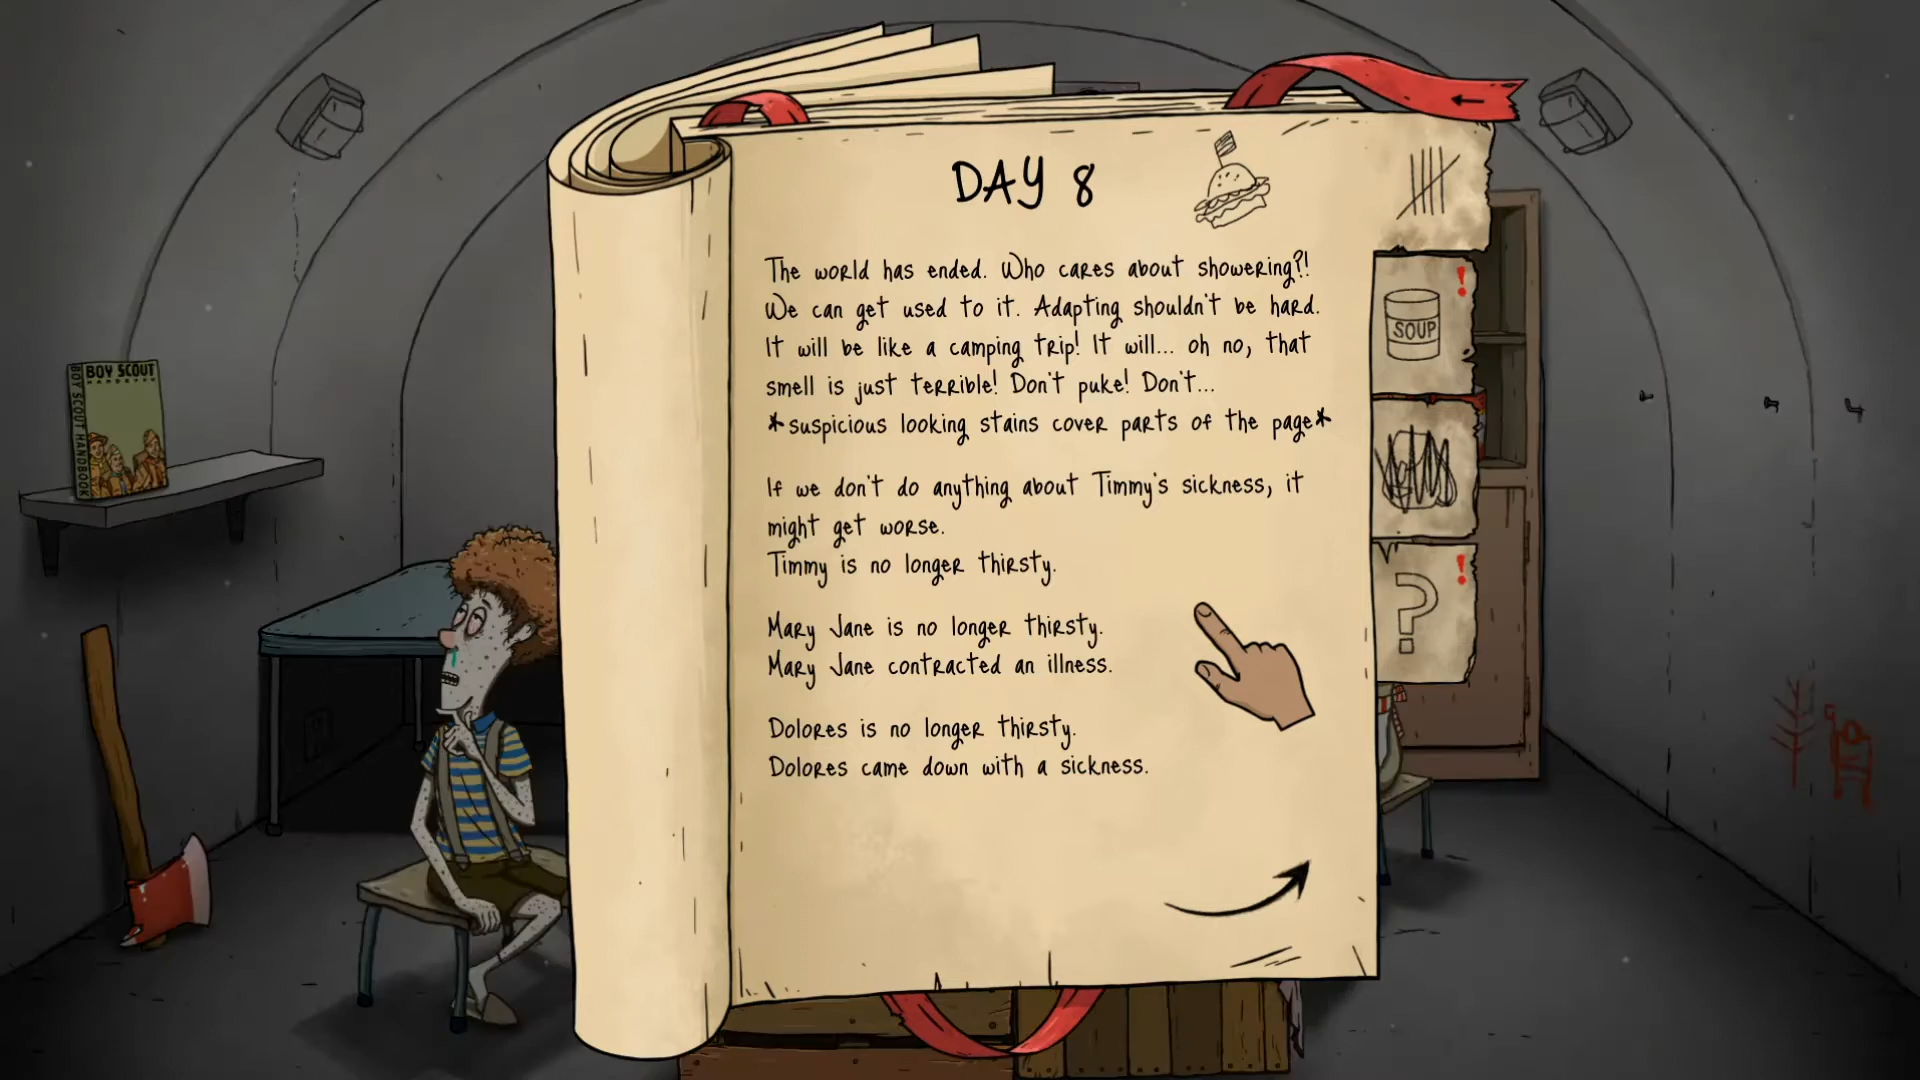 DAY 8
The world has ended. Who cares about showering?!
We can get used to it. Adapting shouldn't be hard.
It will be like a camping trip! It will... oh no, that
smell is just terrible! Don't puke! Don't...
*suspicious looking stains cover parts of the page*
If we don't do anything about Timmy's sickness, it
might get worse.
Timmy is no longer thirsty.
Mary Jane is no longer thirsty.
Mary Jane contracted an illness.
Dolores is no longer thirsty.
Dolores came down with a sickness.
!
SOUP
!
?
BOY SCOUT
HANDBOOK
BOY SCOUT HANDBOOK